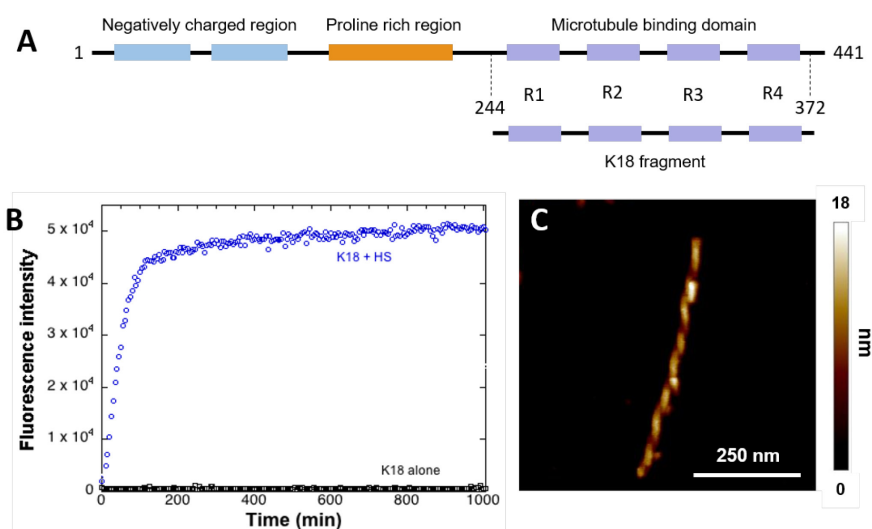 Negatively charged region Proline rich region Microtubule binding domain
A 1 441
R1 R2 R3 R4
244 372
K18 fragment
B
5 x 10⁴
4 x 10⁴
3 x 10⁴
2 x 10⁴
1 x 10⁴
0
Fluorescence intensity
K18 + HS
K18 alone
0 200 400 600 800 1000
Time (min)
C
250 nm
18
nm
0